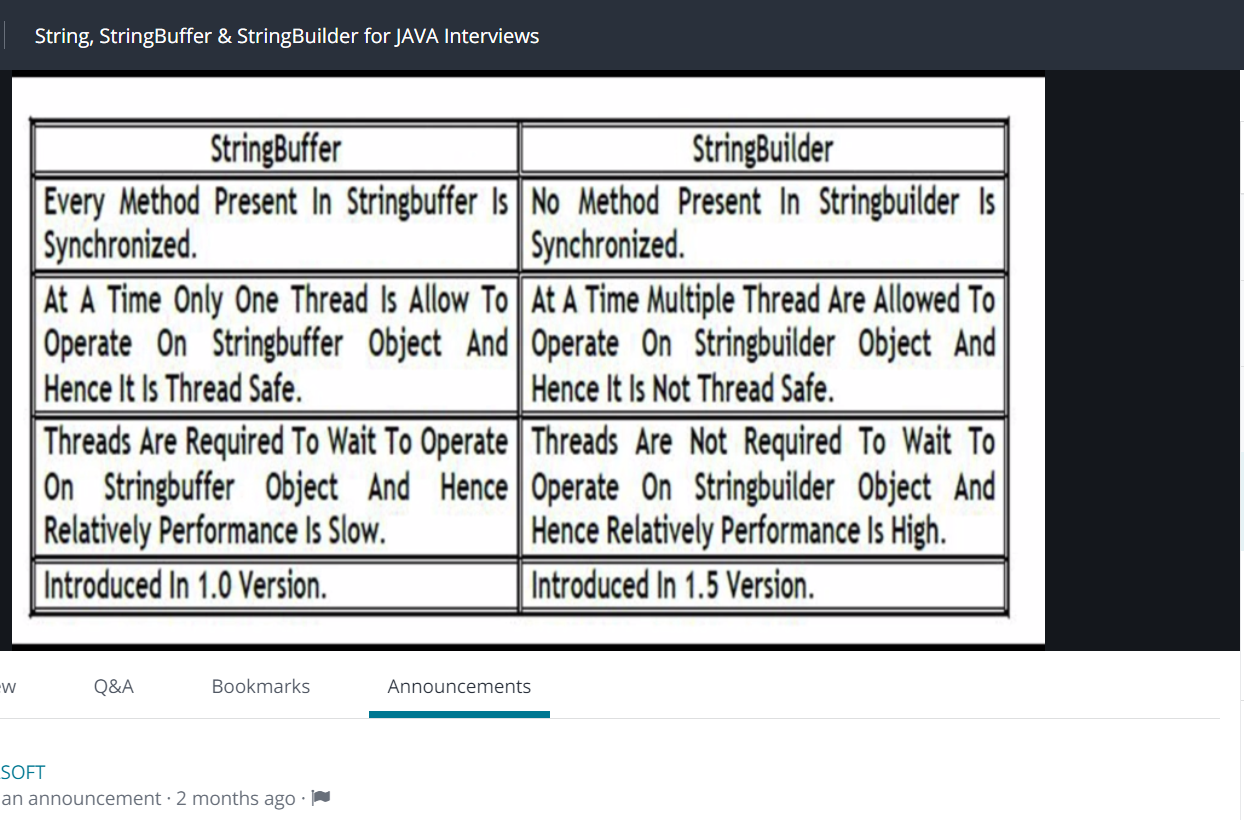 String, StringBuffer & StringBuilder for JAVA Interviews
StringBuffer
StringBuilder
Every Method Present In Stringbuffer Is
Synchronized.
No Method Present In Stringbuilder Is
Synchronized.
At A Time Only One Thread Is Allow To
Operate On Stringbuffer Object And
Hence It Is Thread Safe.
At A Time Multiple Thread Are Allowed To
Operate On Stringbuilder Object And
Hence It Is Not Thread Safe.
Threads Are Required To Wait To Operate
On Stringbuffer Object And Hence
Relatively Performance Is Slow.
Threads Are Not Required To Wait To
Operate On Stringbuilder Object And
Hence Relatively Performance Is High.
Introduced In 1.0 Version.
Introduced In 1.5 Version.
Q&A Bookmarks Announcements
SOFT
an announcement · 2 months ago ·